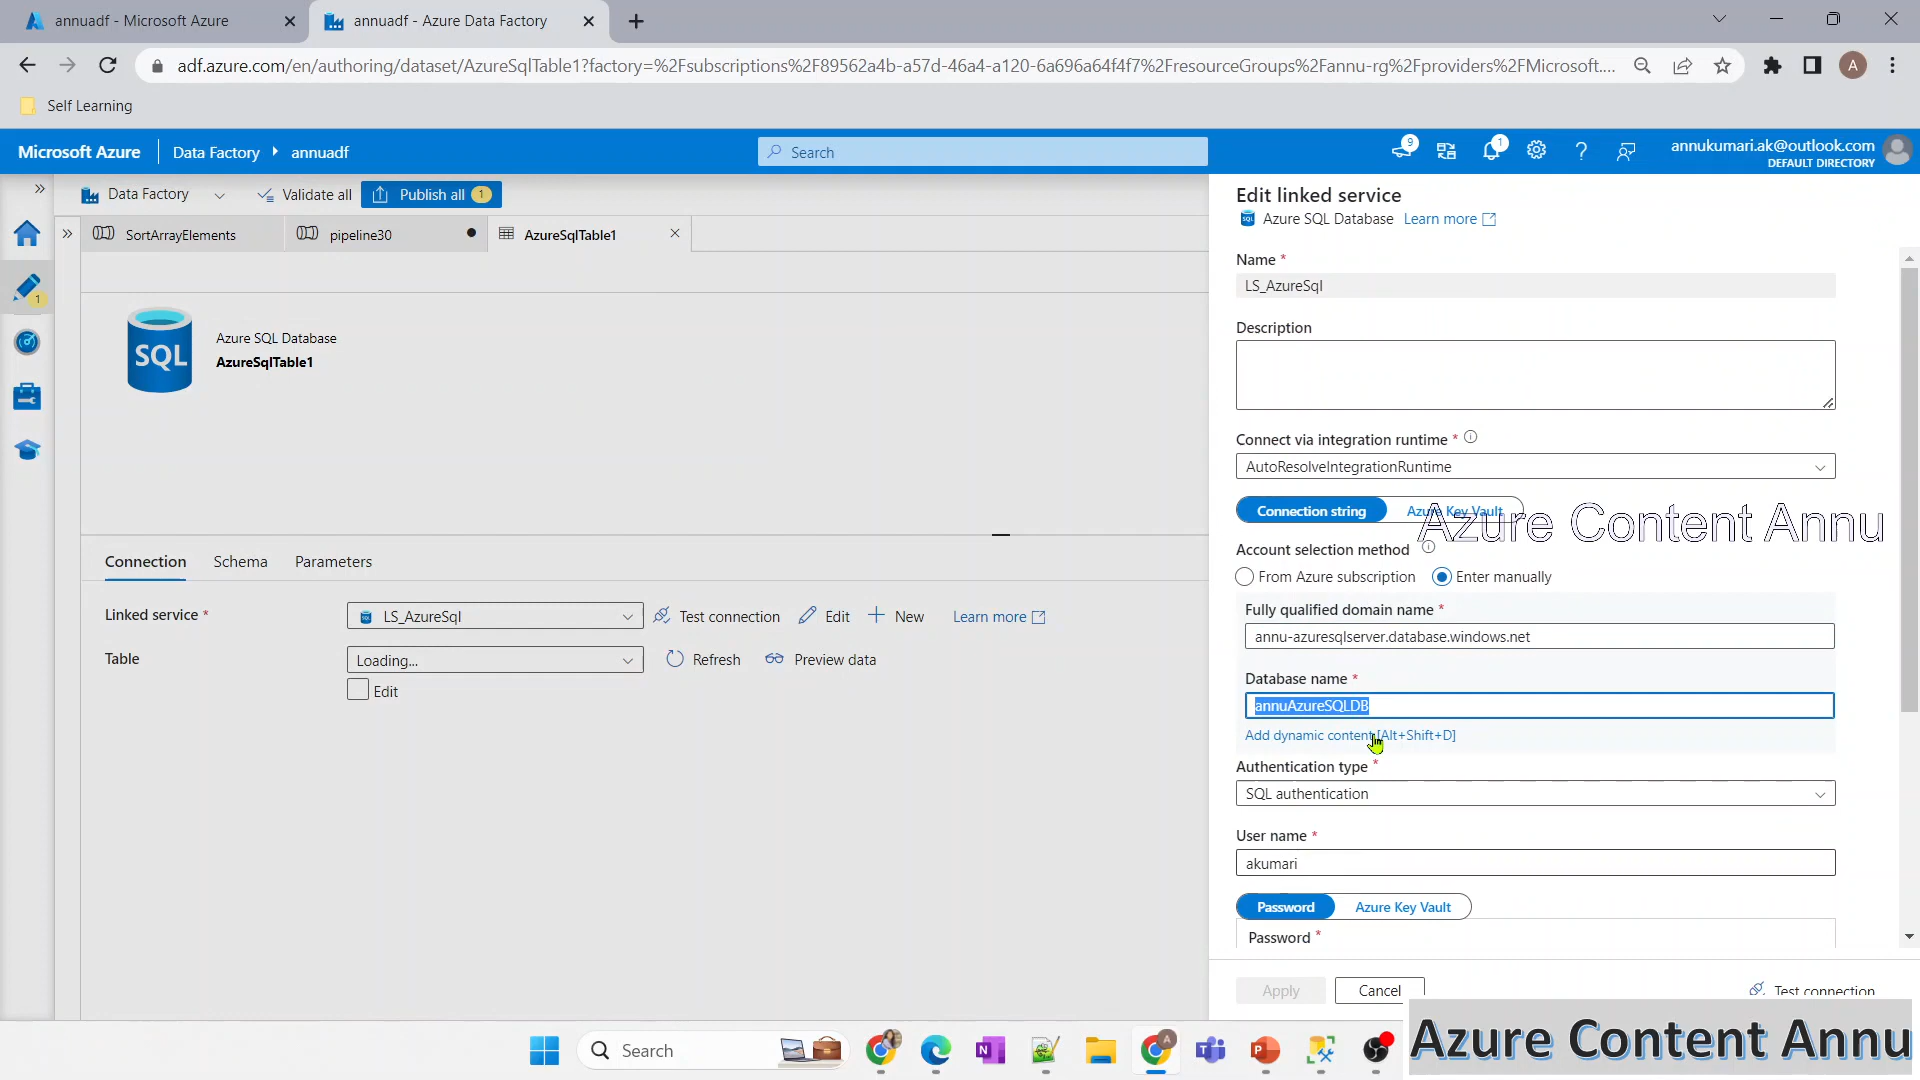 annuadf - Microsoft Azure
annuadf - Azure Data Factory
adf.azure.com/en/authoring/dataset/AzureSqlTable1?factory=%2Fsubscriptions%2F89562a4b-a57d-46a4-a120-6a696a64f4f7%2FresourceGroups%2Fannu-rg%2Fproviders%2FMicrosoft....
A
Self Learning
Microsoft Azure
Data Factory
annuadf
Search
9
1
annukumari.ak@outlook.com
DEFAULT DIRECTORY
Data Factory
Validate all
Publish all 1
SortArrayElements
pipeline30
AzureSqlTable1
1
SQL
Azure SQL Database
AzureSqlTable1
Connection
Schema
Parameters
Linked service *
LS_AzureSql
Test connection
Edit
New
Learn more
Table
Loading...
Refresh
Preview data
Edit
Edit linked service
Azure SQL Database Learn more
Name *
LS_AzureSql
Description
Connect via integration runtime *
AutoResolveIntegrationRuntime
Connection string
Azure Key Vault
Azure Content Annu
Account selection method
From Azure subscription
Enter manually
Fully qualified domain name *
annu-azuresqlserver.database.windows.net
Database name *
annuAzureSQLDB
Add dynamic content [Alt+Shift+D]
Authentication type *
SQL authentication
User name *
akumari
Password
Azure Key Vault
Password *
Apply
Cancel
Test connection
Search
Azure Content Annu